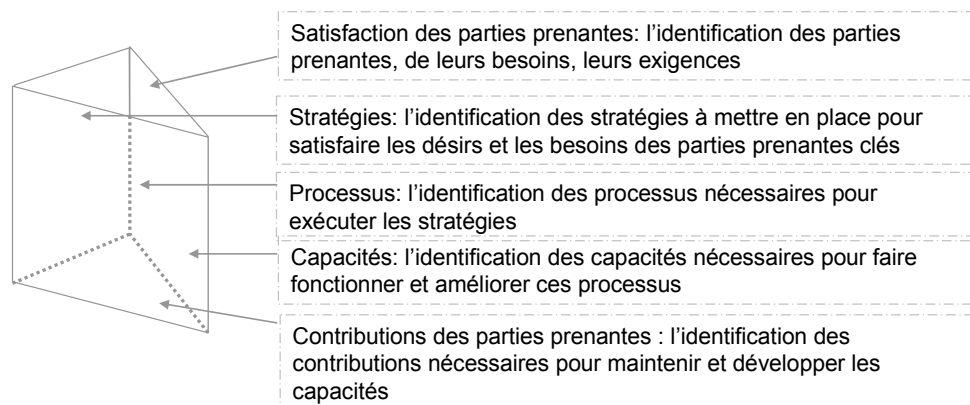 Satisfaction des parties prenantes: l’identification des parties
prenantes, de leurs besoins, leurs exigences
Stratégies: l’identification des stratégies à mettre en place pour
satisfaire les désirs et les besoins des parties prenantes clés
Processus: l’identification des processus nécessaires pour
exécuter les stratégies
Capacités: l’identification des capacités nécessaires pour faire
fonctionner et améliorer ces processus
Contributions des parties prenantes : l’identification des
contributions nécessaires pour maintenir et développer les
capacités